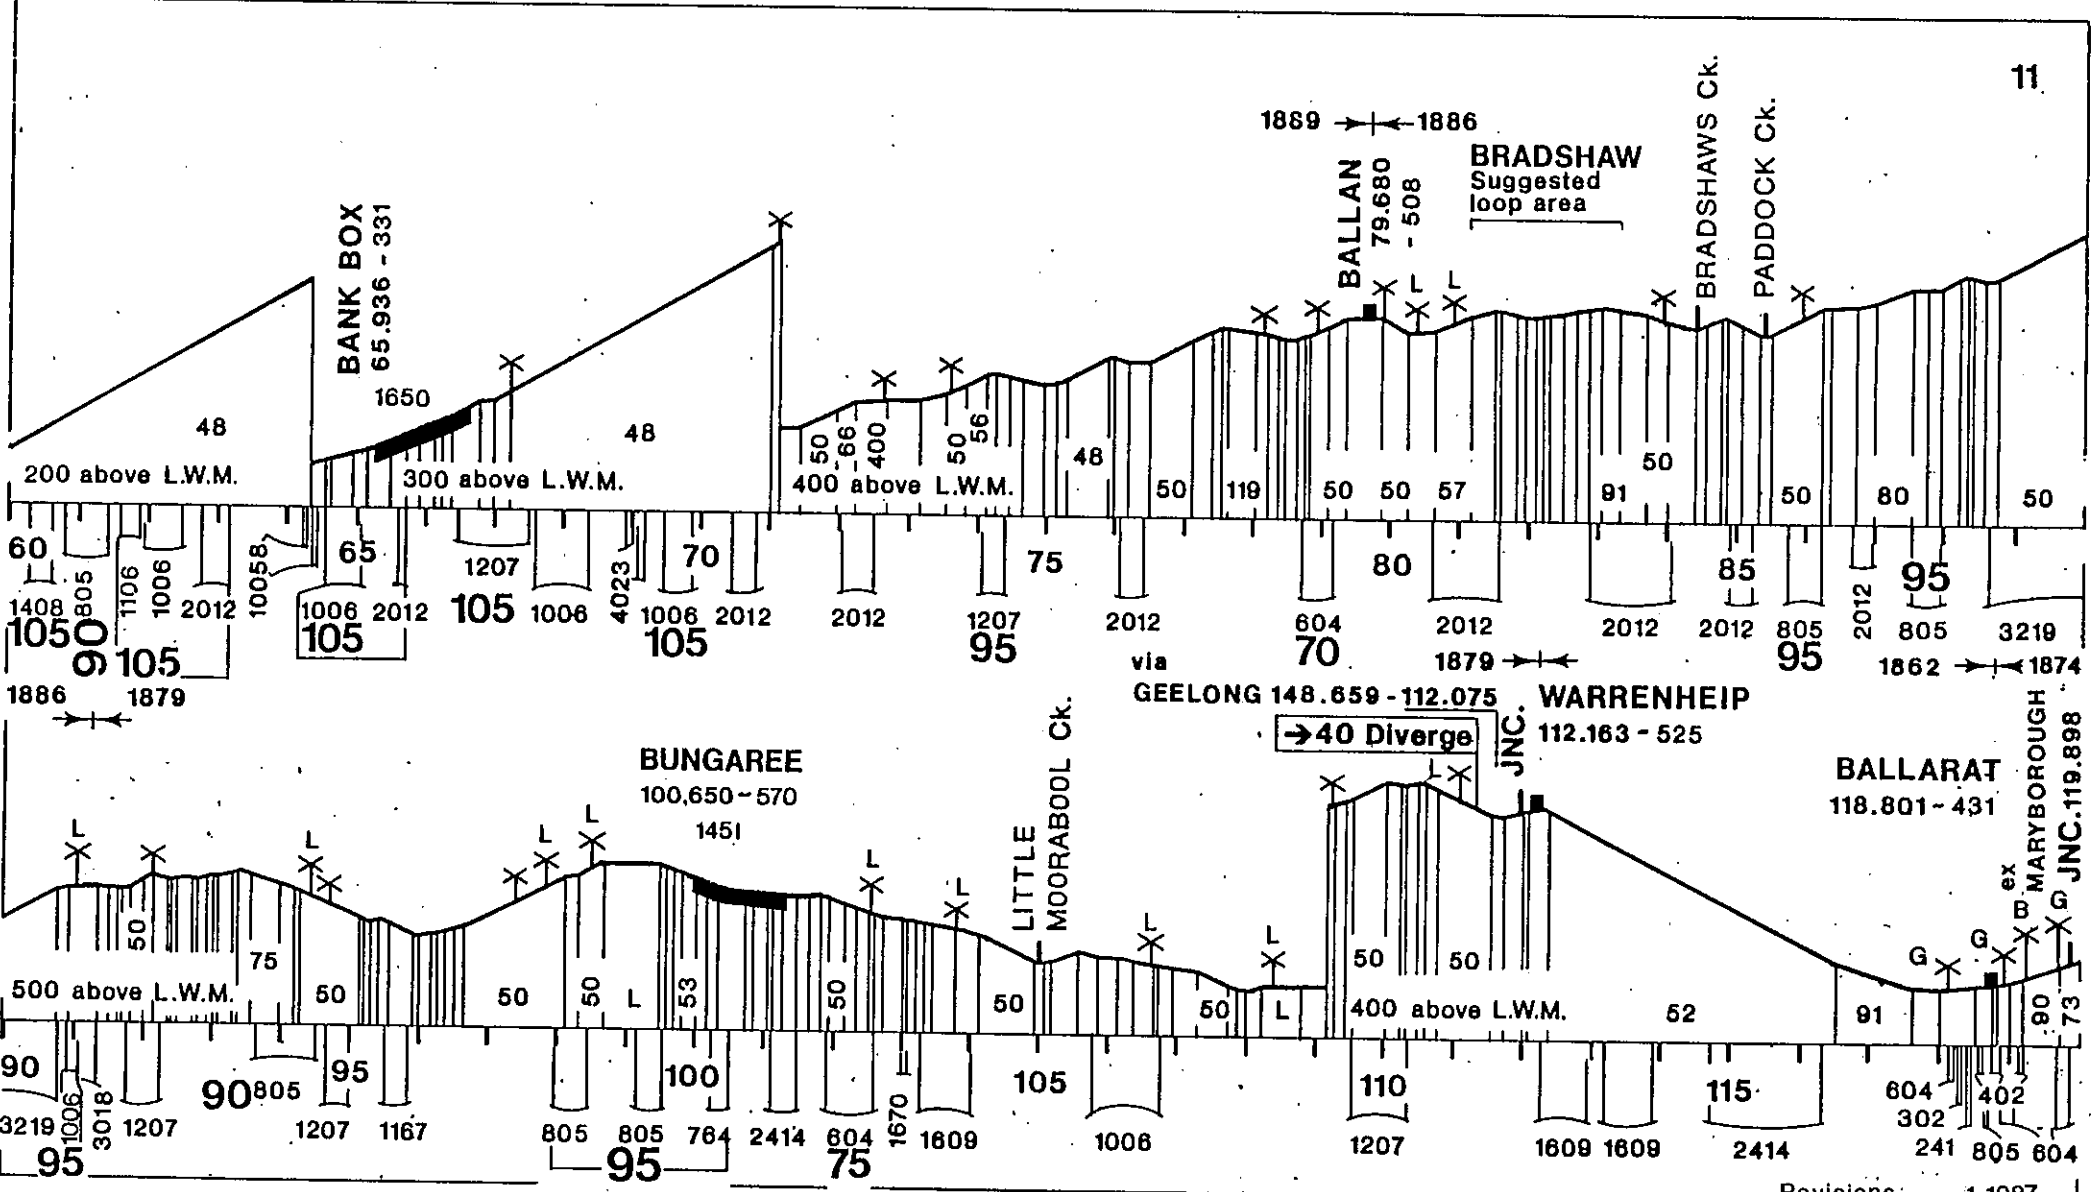 11
1889 1886
BRADSHAW
Suggested
loop area
BRADSHAWS Ck.
PADDOCK Ck.
BALLAN
79.680
- 508
BANK BOX
65.936 - 331
1650
L L
48 48
200 above L.W.M. 300 above L.W.M. 400 above L.W.M.
50 66 400 50 56 48 50 119 50 50 57 91 50 50 80 50
60 65 70 75 80 85
1408 805 1106 1006 2012 10058 1006 2012 1207 1006 4023 1006 2012 2012 1207 2012 604 2012 2012 2012 805 2012 805 3219
105 90 105 105 105 105 95 70 95 95
1886 1879
via
GEELONG 148.659 - 112.075
→40 Diverge
1879
JNC. WARRENHEIP
112.163 - 525
1862 1874
BUNGAREE
100,650 - 570
1451
LITTLE
MOORABOOL Ck.
BALLARAT
118.801 - 431
ex
MARYBOROUGH
JNC. 119.898
L L L L L L L L L G G B G
500 above L.W.M. 400 above L.W.M.
50 75 50 50 50 L 53 50 50 50 L 50 50 52 91 90 73
90 95 100 105 110 115
3219 1006 3018 1207 805 1207 1167 805 805 764 2414 604 1670 1609 1006 1207 1609 1609 2414 604 302 241 402 805 604
95 90 95 75